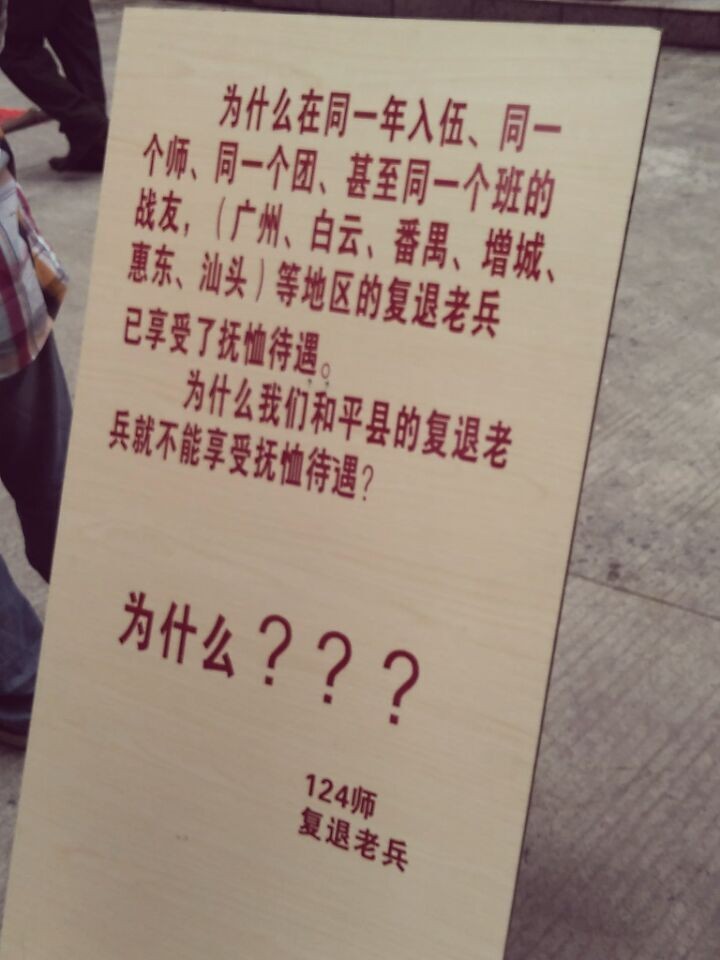 为什么在同一年入伍、同一
个师、同一个团、甚至同一个班的
战友,（广州、白云、番禺、增城、
惠东、汕头）等地区的复退老兵
已享受了抚恤待遇。
为什么我们和平县的复退老
兵就不能享受抚恤待遇?
为什么???
124师
复退老兵